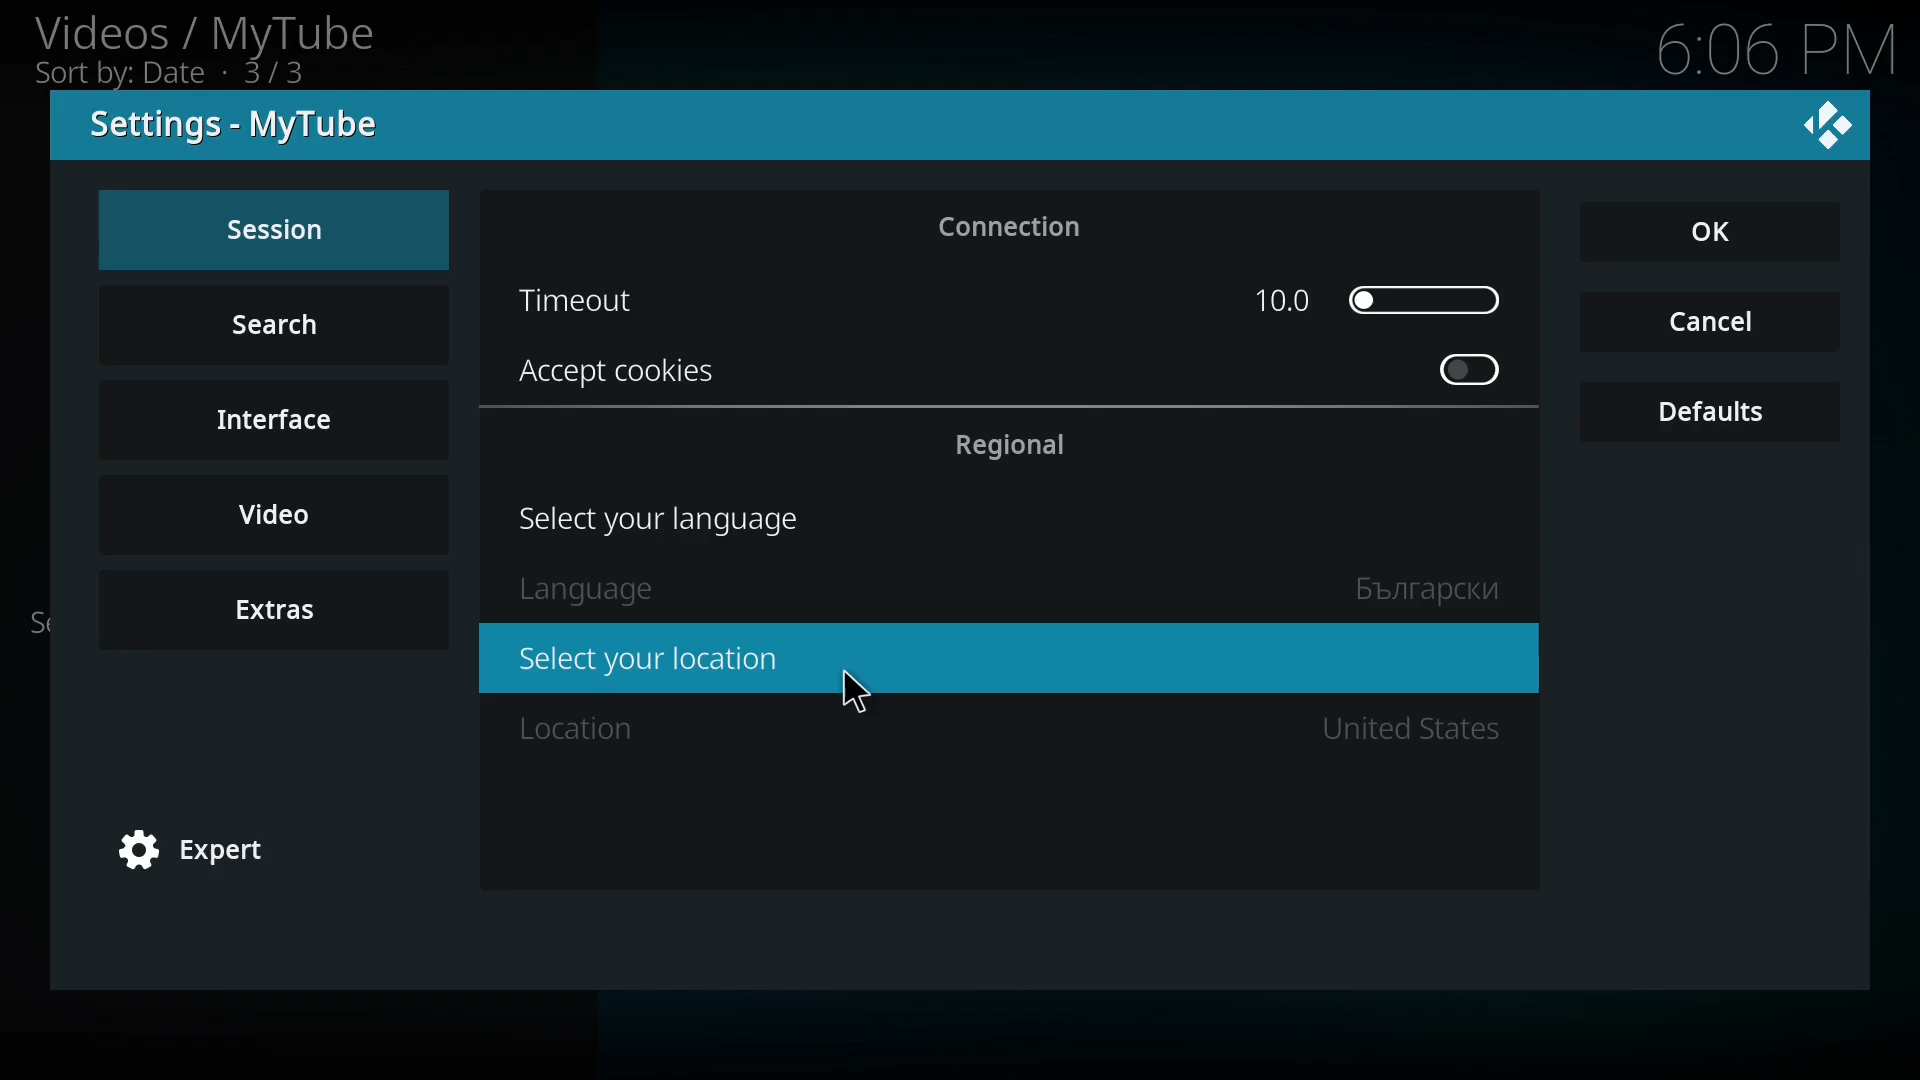 Videos / MyTube
Sort by: Date · 3 / 3
6:06 PM
Settings - MyTube
Session
Search
Interface
Video
Extras
Expert
Connection
Timeout 10.0
Accept cookies
Regional
Select your language
Language Български
Select your location
Location United States
OK
Cancel
Defaults